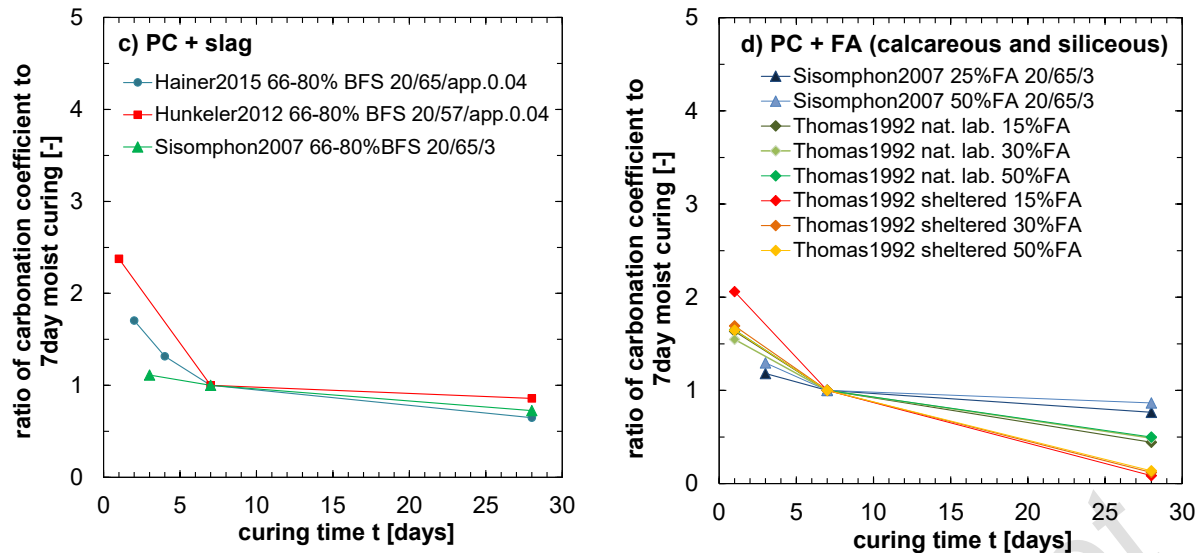 c) PC + slag
Hainer2015 66-80% BFS 20/65/app.0.04
Hunkeler2012 66-80% BFS 20/57/app.0.04
Sisomphon2007 66-80%BFS 20/65/3
ratio of carbonation coefficient to
7day moist curing [-]
5
4
3
2
1
0
0 5 10 15 20 25 30
curing time t [days]
d) PC + FA (calcareous and siliceous)
Sisomphon2007 25%FA 20/65/3
Sisomphon2007 50%FA 20/65/3
Thomas1992 nat. lab. 15%FA
Thomas1992 nat. lab. 30%FA
Thomas1992 nat. lab. 50%FA
Thomas1992 sheltered 15%FA
Thomas1992 sheltered 30%FA
Thomas1992 sheltered 50%FA
ratio of carbonation coefficient to
7day moist curing [-]
5
4
3
2
1
0
0 5 10 15 20 25 30
curing time t [days]